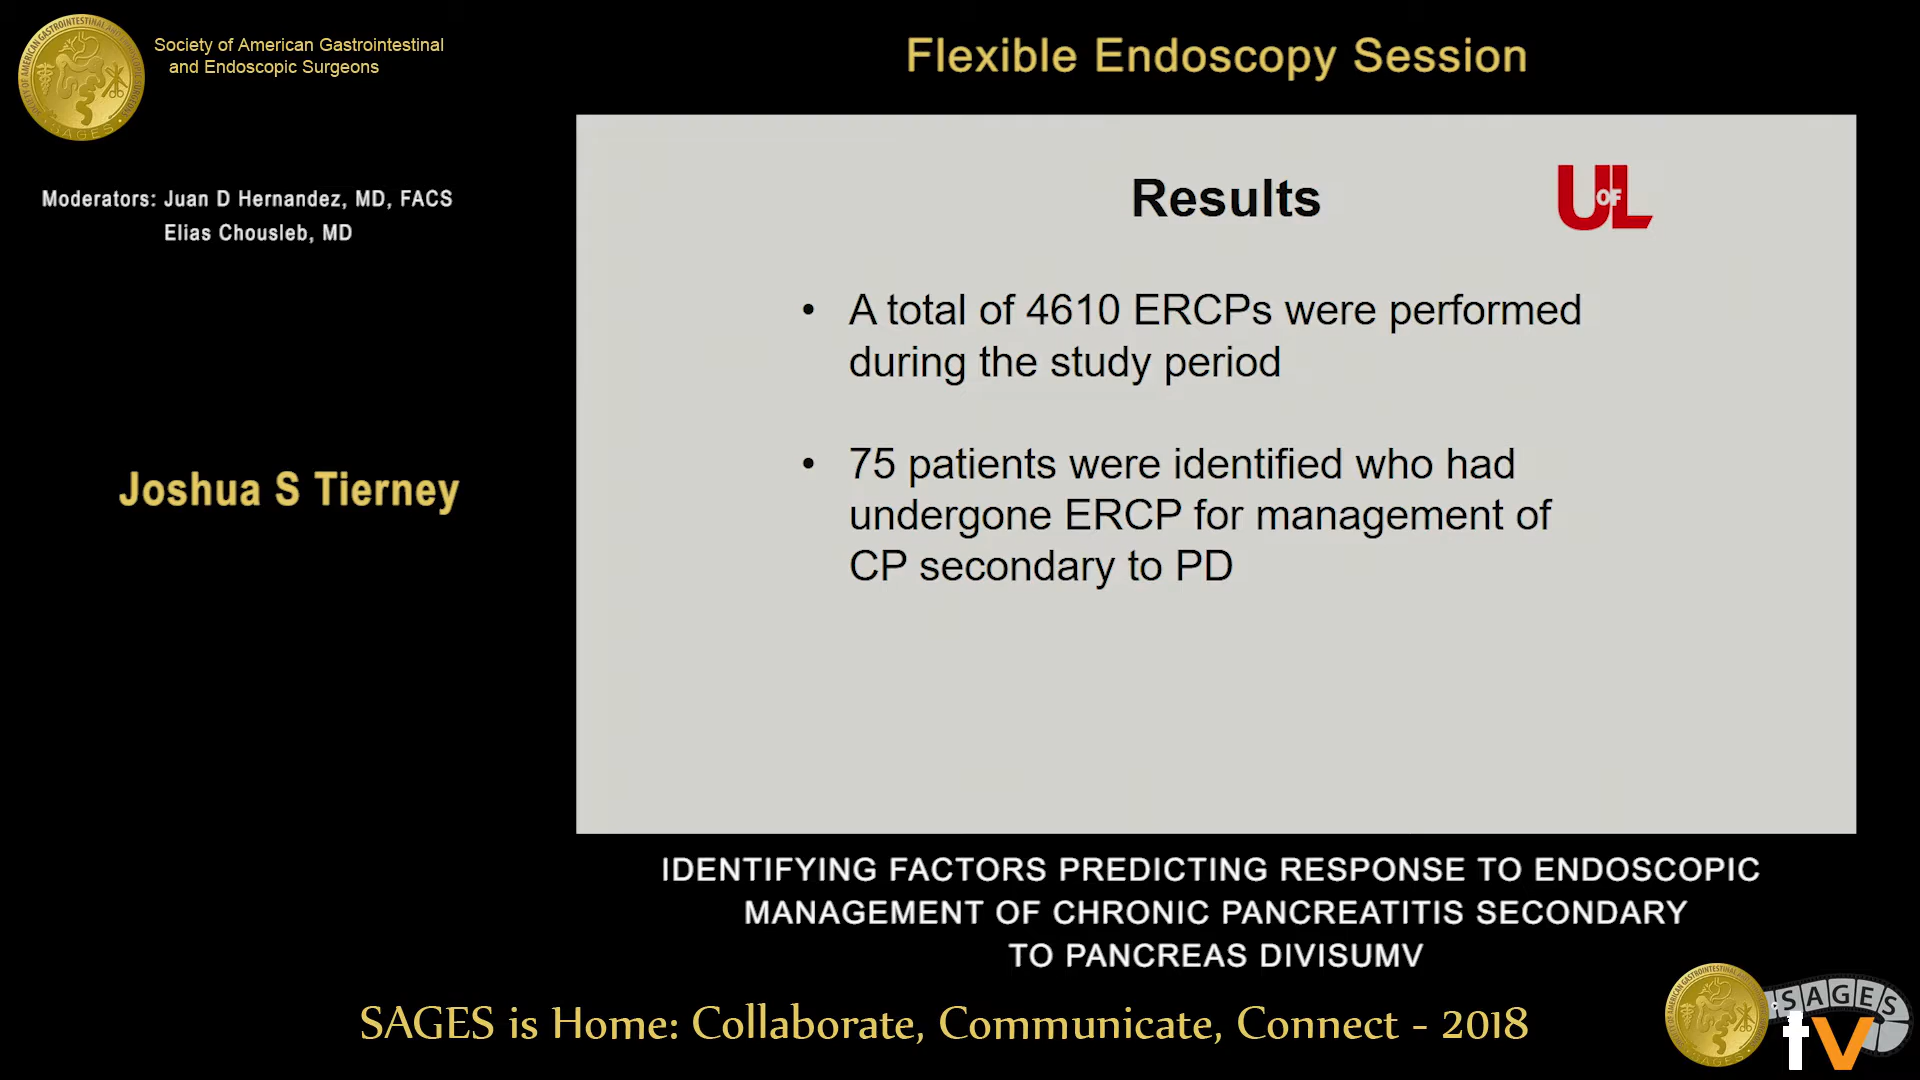 Society of American Gastrointestinal
and Endoscopic Surgeons
Flexible Endoscopy Session
Moderators: Juan D Hernandez, MD, FACS
Elias Chousleb, MD
Joshua S Tierney
Results
U OF L
• A total of 4610 ERCPs were performed
during the study period
• 75 patients were identified who had
undergone ERCP for management of
CP secondary to PD
IDENTIFYING FACTORS PREDICTING RESPONSE TO ENDOSCOPIC
MANAGEMENT OF CHRONIC PANCREATITIS SECONDARY
TO PANCREAS DIVISUMV
SAGES is Home: Collaborate, Communicate, Connect - 2018
SAGES
tv